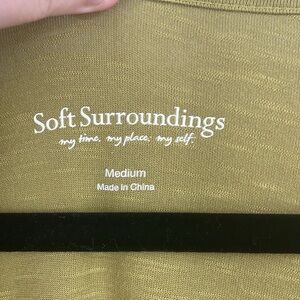 Soft Surroundings
my time. my place. my self.
Medium
Made in China